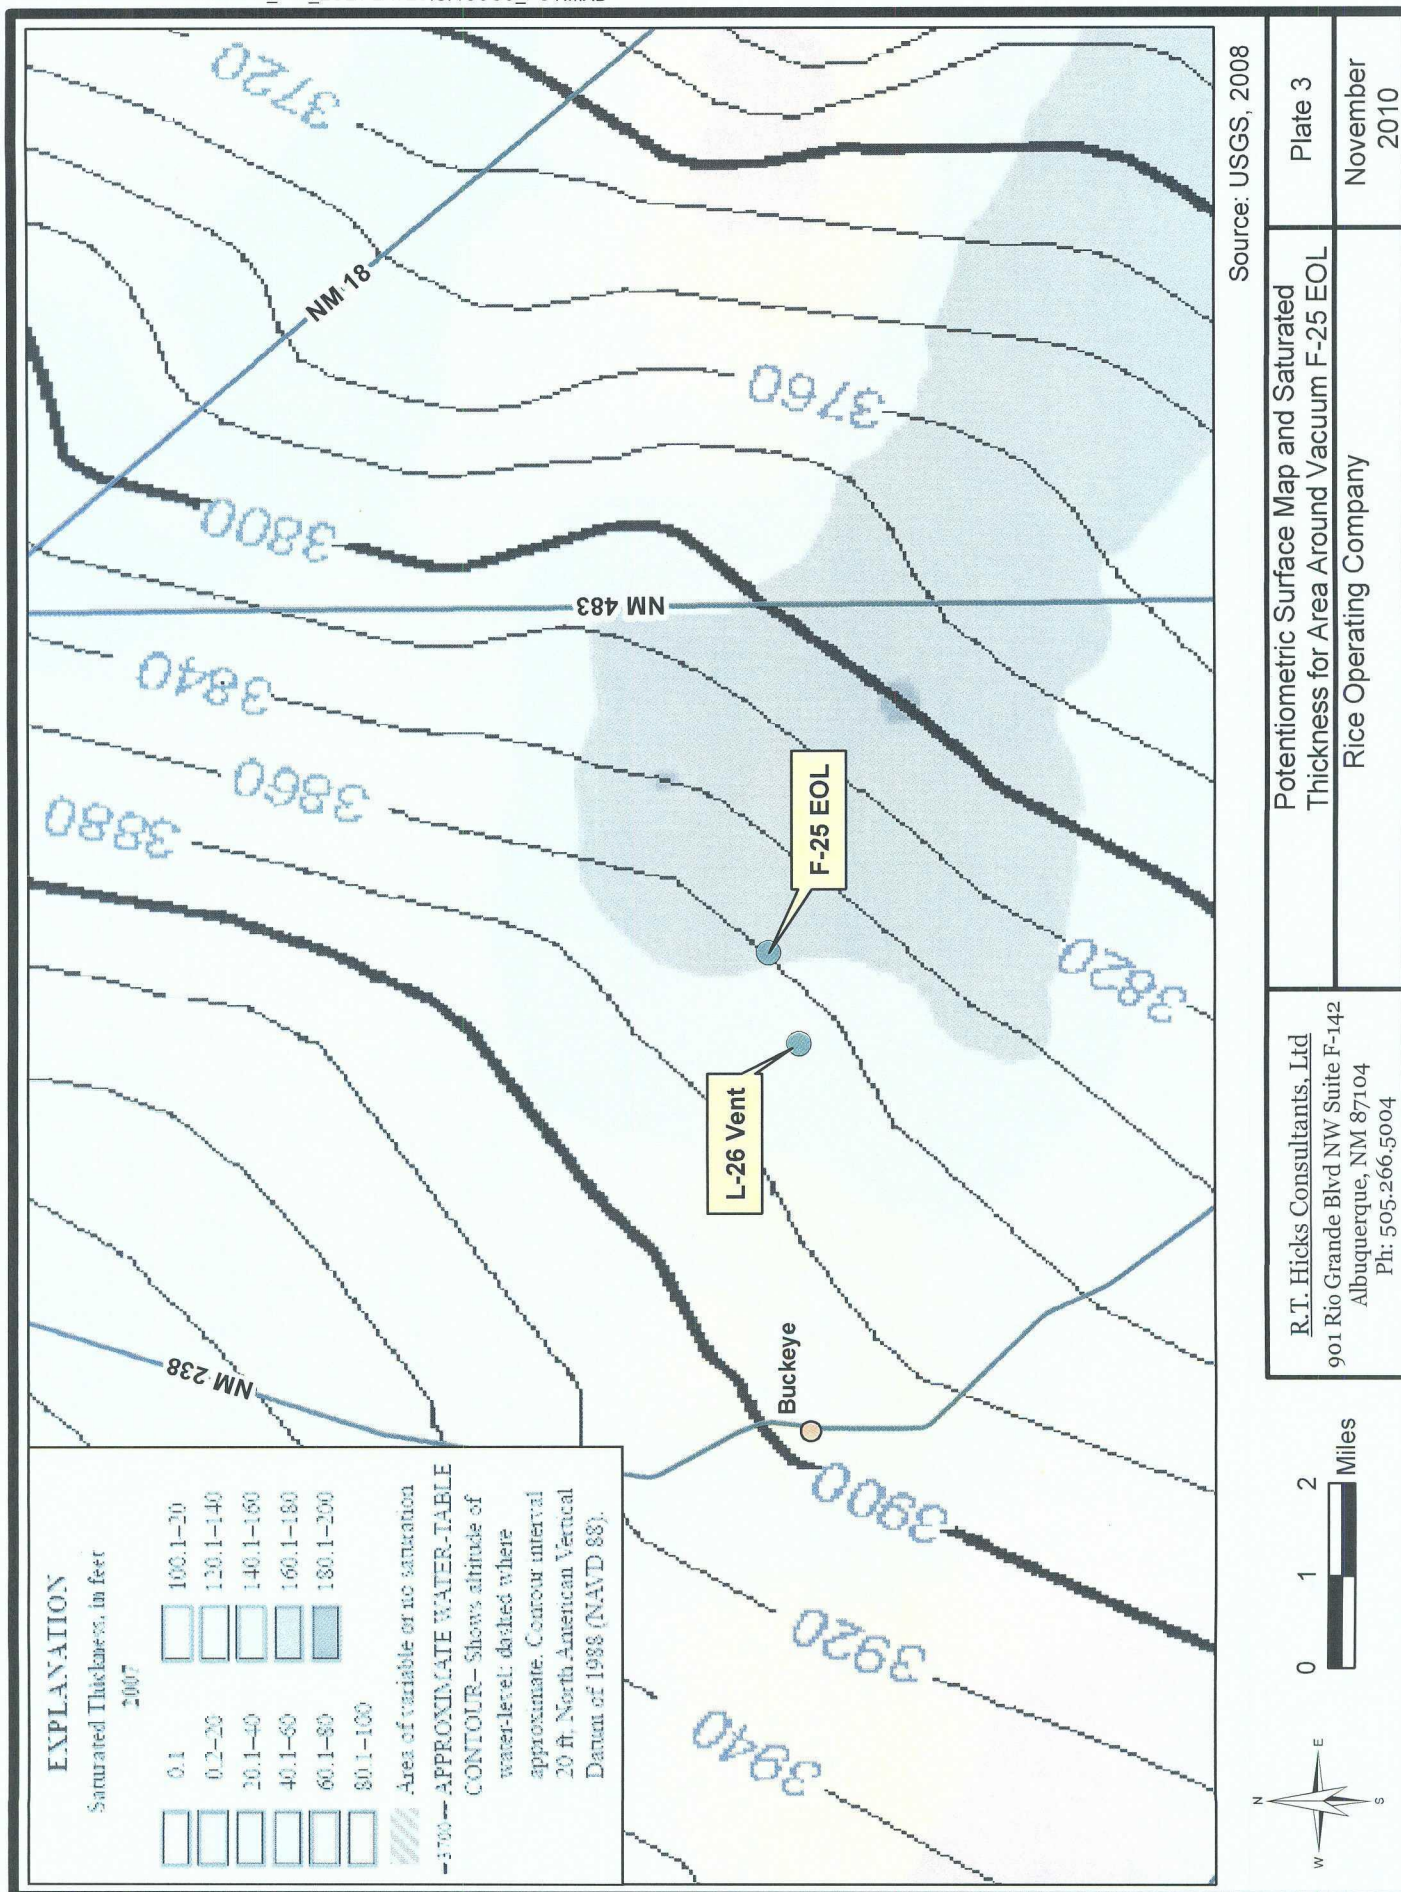 EXPLANATION
Saturated Thickness, in feet
2007
0.1
0.2–20
20.1–40
40.1–60
60.1–80
80.1–100
100.1–20
120.1–140
140.1–160
160.1–180
180.1–200
Area of variable or no saturation
—3700— APPROXIMATE WATER-TABLE
CONTOUR – Shows altitude of
water-level: dashed where
approximate. Contour interval
20 ft, North American Vertical
Datum of 1988 (NAVD 88).
NM 238
NM 483
NM 18
3880
3860
3840
3800
3720
3760
3820
3900
3920
3940
Buckeye
L-26 Vent
F-25 EOL
Source: USGS, 2008
N
W
E
S
0 1 2
Miles
R.T. Hicks Consultants, Ltd
901 Rio Grande Blvd NW Suite F-142
Albuquerque, NM 87104
Ph: 505.266.5004
Potentiometric Surface Map and Saturated
Thickness for Area Around Vacuum F-25 EOL
Rice Operating Company
Plate 3
November
2010